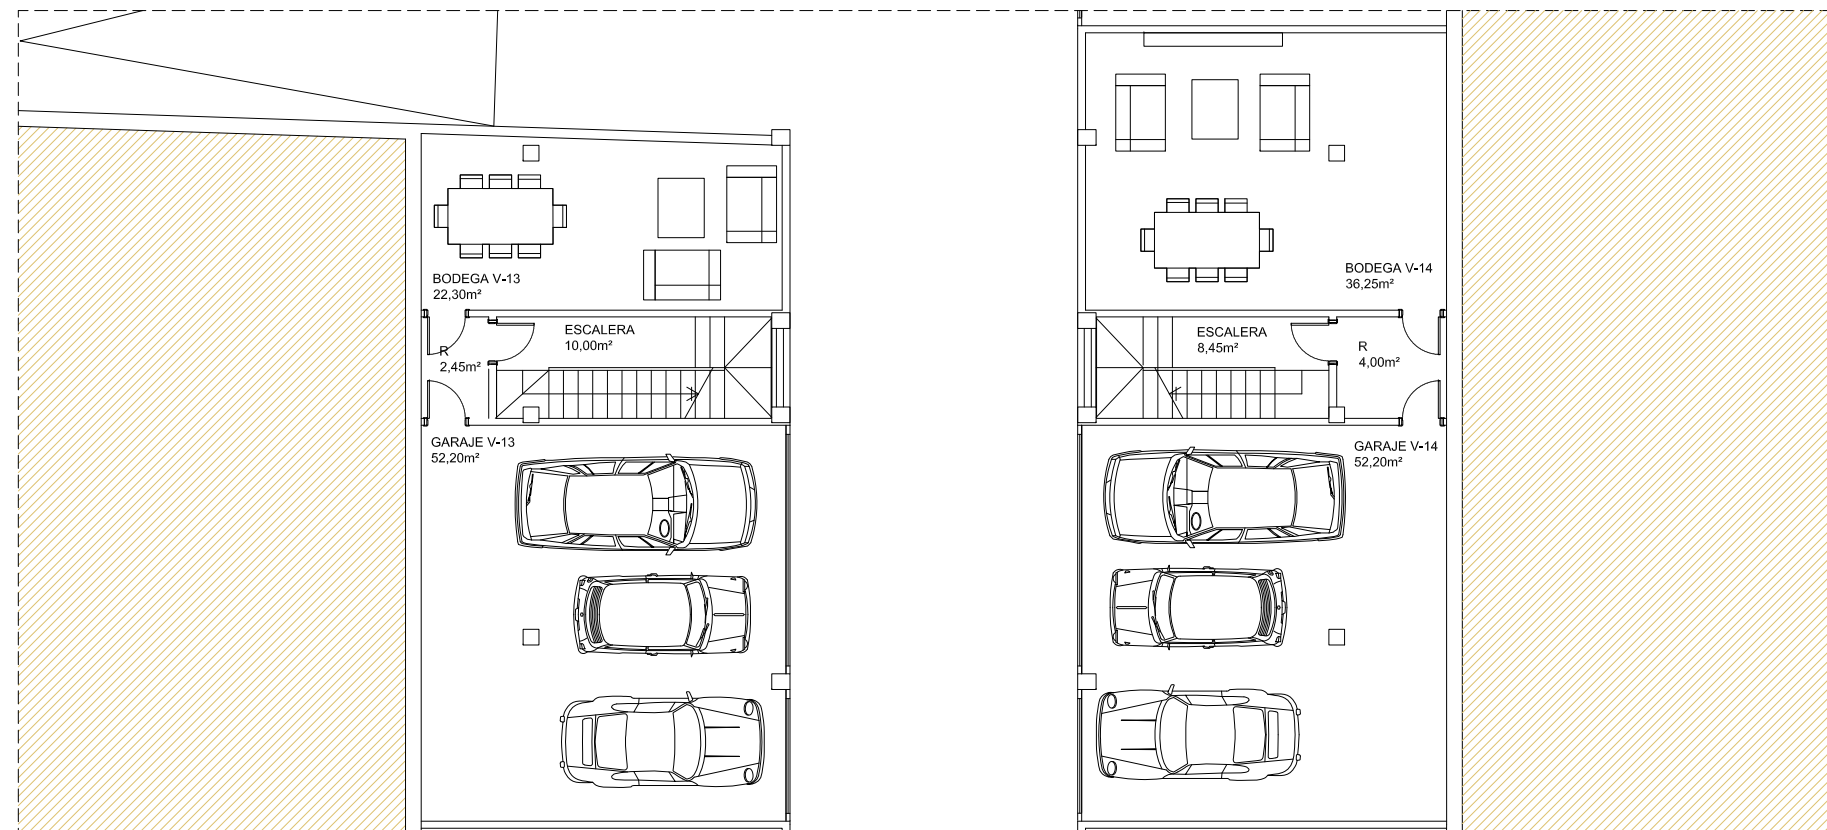 BODEGA V-13
22,30m²
ESCALERA
10,00m²
R
2,45m²
GARAJE V-13
52,20m²
BODEGA V-14
36,25m²
ESCALERA
8,45m²
R
4,00m²
GARAJE V-14
52,20m²